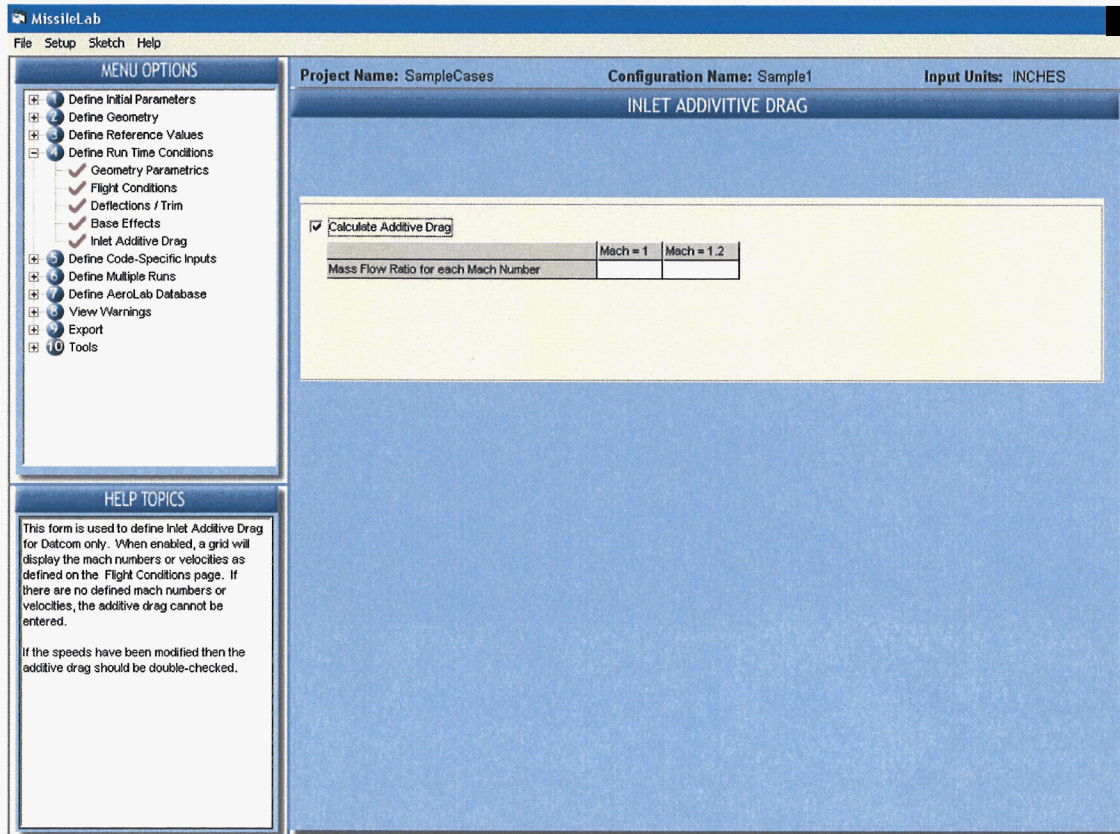 MissileLab
File Setup Sketch Help
MENU OPTIONS
1 Define Initial Parameters
2 Define Geometry
3 Define Reference Values
4 Define Run Time Conditions
Geometry Parametrics
Flight Conditions
Deflections / Trim
Base Effects
Inlet Additive Drag
5 Define Code-Specific Inputs
6 Define Multiple Runs
7 Define AeroLab Database
8 View Warnings
9 Export
10 Tools
HELP TOPICS
This form is used to define Inlet Additive Drag
for Datcom only. When enabled, a grid will
display the mach numbers or velocities as
defined on the Flight Conditions page. If
there are no defined mach numbers or
velocities, the additive drag cannot be
entered.
If the speeds have been modified then the
additive drag should be double-checked.
Project Name: SampleCases Configuration Name: Sample1 Input Units: INCHES
INLET ADDIVITIVE DRAG
Calculate Additive Drag
Mach = 1 Mach = 1.2
Mass Flow Ratio for each Mach Number